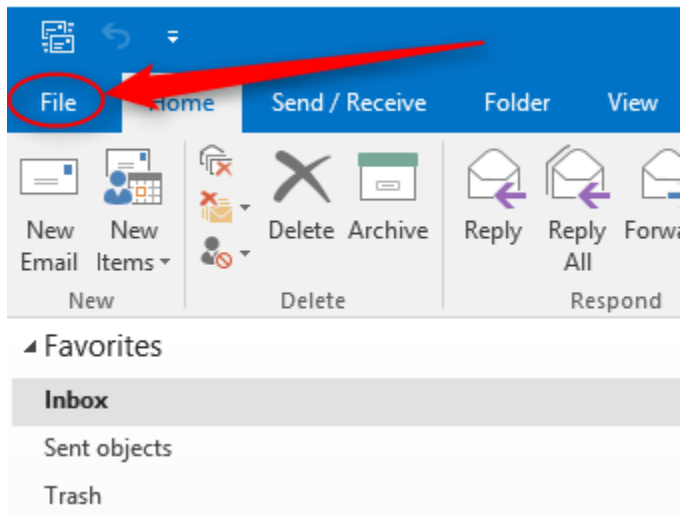 File Home Send / Receive Folder View
New Email New Items Delete Archive Reply Reply All
New Delete Respond
Favorites
Inbox
Sent objects
Trash